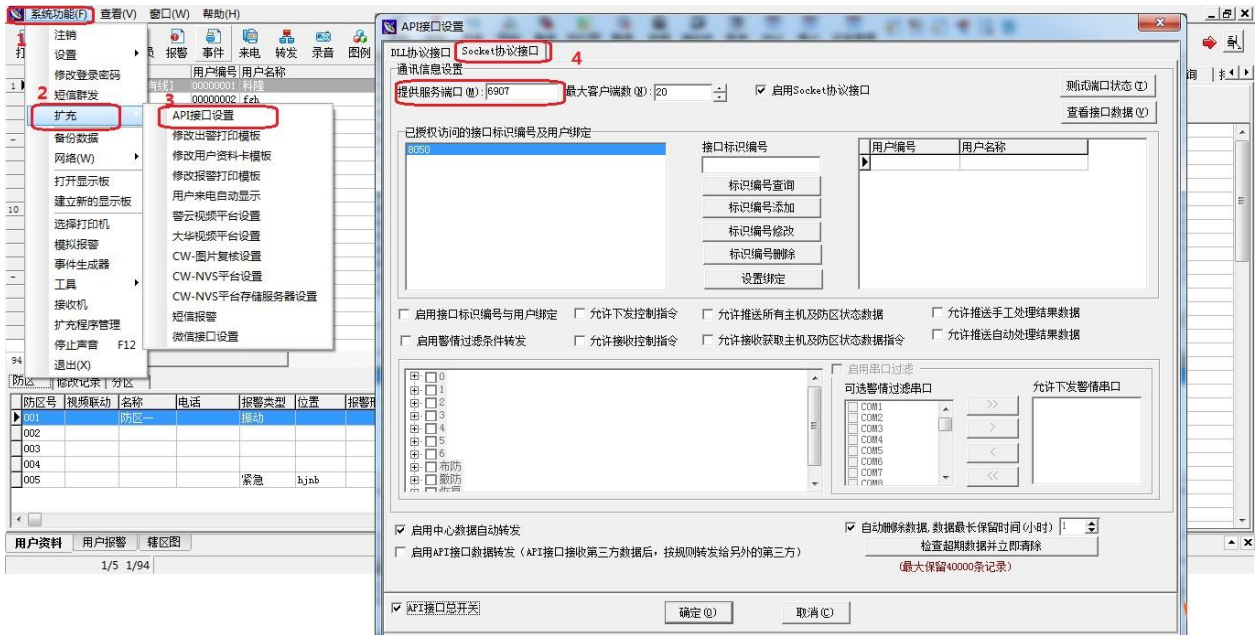 系统功能(F) 查看(V) 窗口(W) 帮助(H)
1
报警 事件 来电 转发 录音 图例
注销
设置
修改登录密码
2 短信群发
扩充
备份数据
网络(W)
打开显示板
建立新的显示板
选择打印机
模拟报警
事件生成器
工具
接收机
扩充程序管理
停止声音 F12
退出(X)
用户编号 用户名称
1 00000001 科隆
00000002 fgh
10
94
3
API接口设置
修改出警打印模板
修改用户资料卡模板
修改报警打印模板
用户来电自动显示
警云视频平台设置
大华视频平台设置
CW-图片复核设置
CW-NVS平台设置
CW-NVS平台存储服务器设置
短信报警
微信接口设置
防区 修改记录 分区
防区号 视频联动 名称 电话 报警类型 位置
001 防区一 振动
002
003
004
005 紧急 hjnb
用户资料 用户报警 辖区图
1/5 1/94
API接口设置
DLL协议接口 Socket协议接口 4
通讯信息设置
提供服务端口(M): 6907 最大客户端数(N): 20 启用Socket协议接口
测试端口状态(T)
查看接口数据(Y)
已授权访问的接口标识编号及用户绑定
8050
接口标识编号
标识编号查询
标识编号添加
标识编号修改
标识编号删除
设置绑定
用户编号 用户名称
启用接口标识编号与用户绑定 允许下发控制指令 允许推送所有主机及防区状态数据 允许推送手工处理结果数据
启用警情过滤条件转发 允许接收控制指令 允许接收获取主机及防区状态数据指令 允许推送自动处理结果数据
0
1
2
3
4
5
6
布防
撤防
启用串口过滤
可选警情过滤串口 允许下发警情串口
COM1
COM2
COM3
COM4
COM5
COM6
COM7
COM8
>>
>
<
<<
启用中心数据自动转发
自动删除数据,数据最长保留时间(小时) 1
启用API接口数据转发(API接口接收第三方数据后,按规则转发给另外的第三方)
检查超期数据并立即清除
(最大保留40000条记录)
API接口总开关
确定(O) 取消(C)